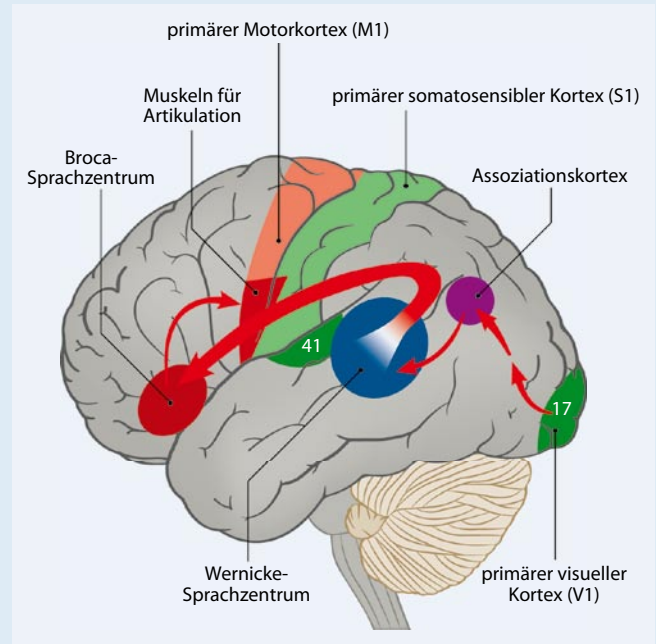 primärer Motorkortex (M1)
Muskeln für
Artikulation
primärer somatosensibler Kortex (S1)
Broca-
Sprachzentrum
Assoziationskortex
41
17
Wernicke-
Sprachzentrum
primärer visueller
Kortex (V1)